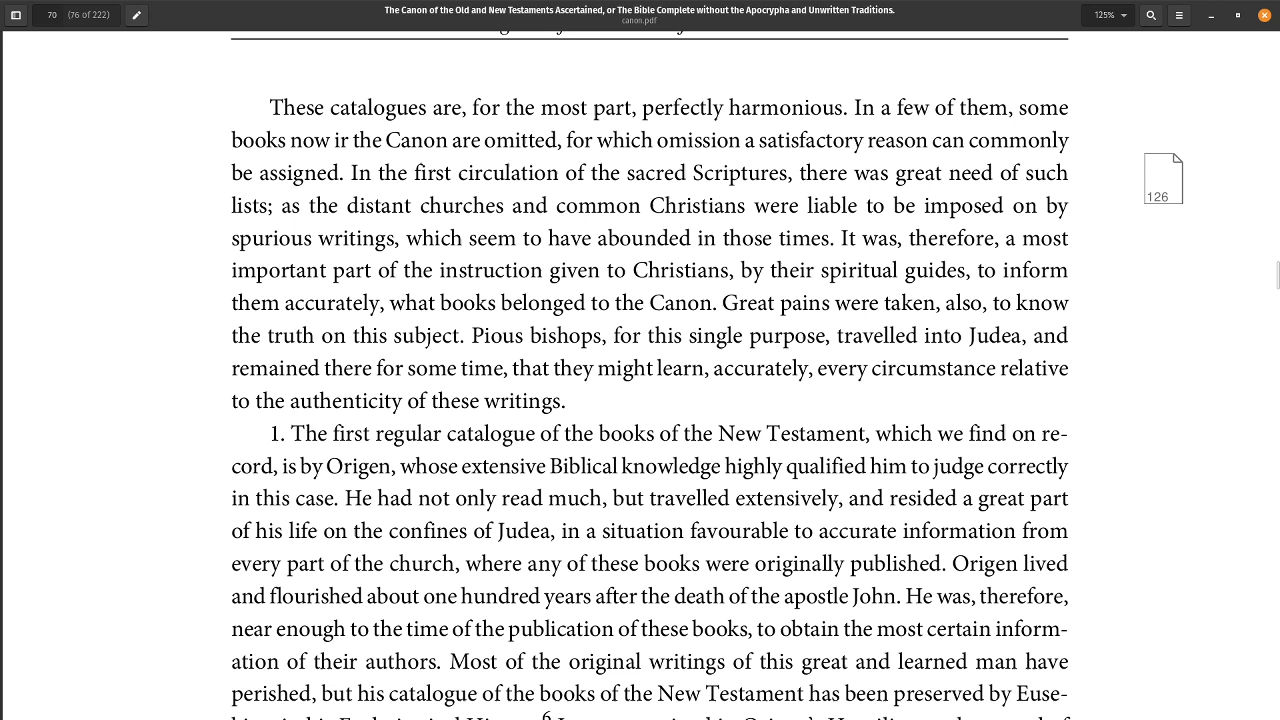 70 (76 of 222)
The Canon of the Old and New Testaments Ascertained, or The Bible Complete without the Apocrypha and Unwritten Traditions.
canon.pdf
125%
These catalogues are, for the most part, perfectly harmonious. In a few of them, some
books now ir the Canon are omitted, for which omission a satisfactory reason can commonly
be assigned. In the first circulation of the sacred Scriptures, there was great need of such
lists; as the distant churches and common Christians were liable to be imposed on by
spurious writings, which seem to have abounded in those times. It was, therefore, a most
important part of the instruction given to Christians, by their spiritual guides, to inform
them accurately, what books belonged to the Canon. Great pains were taken, also, to know
the truth on this subject. Pious bishops, for this single purpose, travelled into Judea, and
remained there for some time, that they might learn, accurately, every circumstance relative
to the authenticity of these writings.
126
1. The first regular catalogue of the books of the New Testament, which we find on re-
cord, is by Origen, whose extensive Biblical knowledge highly qualified him to judge correctly
in this case. He had not only read much, but travelled extensively, and resided a great part
of his life on the confines of Judea, in a situation favourable to accurate information from
every part of the church, where any of these books were originally published. Origen lived
and flourished about one hundred years after the death of the apostle John. He was, therefore,
near enough to the time of the publication of these books, to obtain the most certain inform-
ation of their authors. Most of the original writings of this great and learned man have
perished, but his catalogue of the books of the New Testament has been preserved by Euse-
6